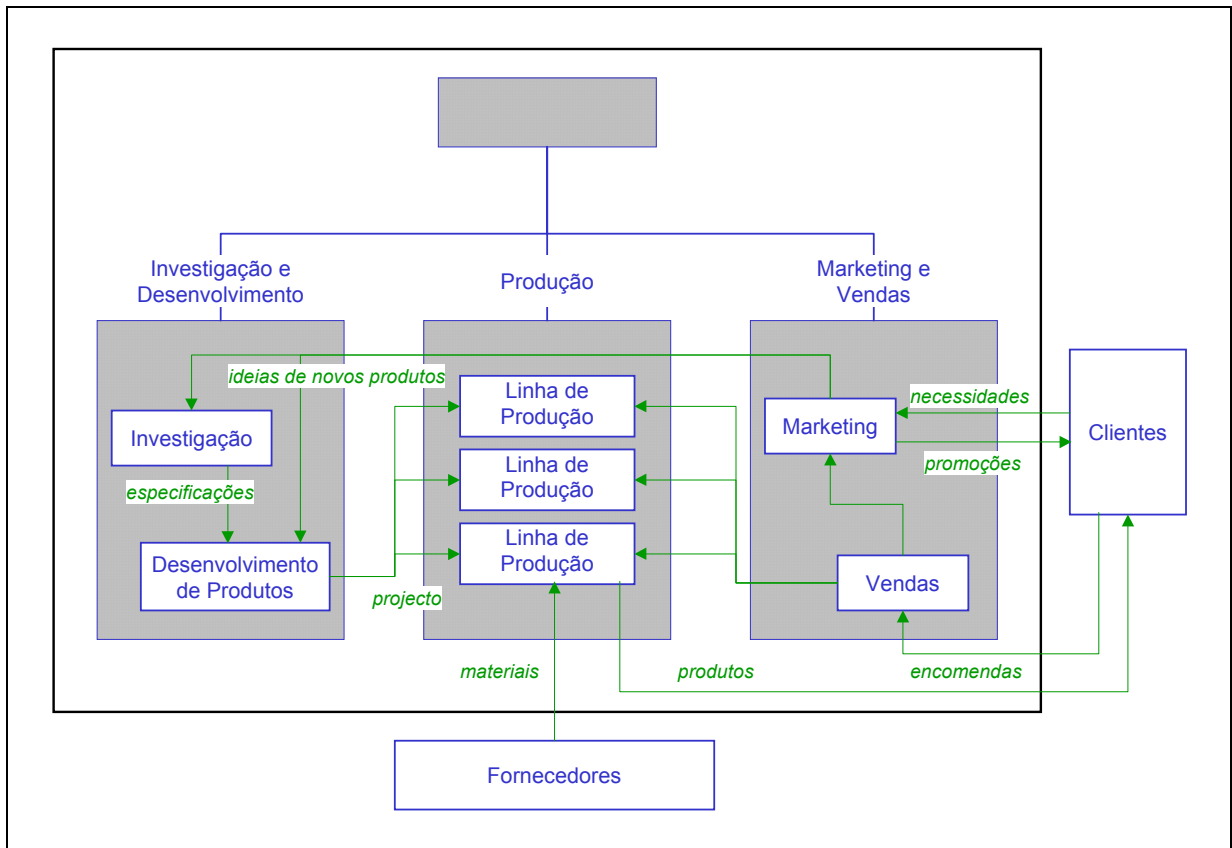 Investigação e
Desenvolvimento
Produção
Marketing e
Vendas
ideias de novos produtos
Linha de
Produção
Investigação
Marketing
necessidades
Clientes
promoções
Linha de
Produção
especificações
Linha de
Produção
Desenvolvimento
de Produtos
Vendas
projecto
materiais
produtos
encomendas
Fornecedores